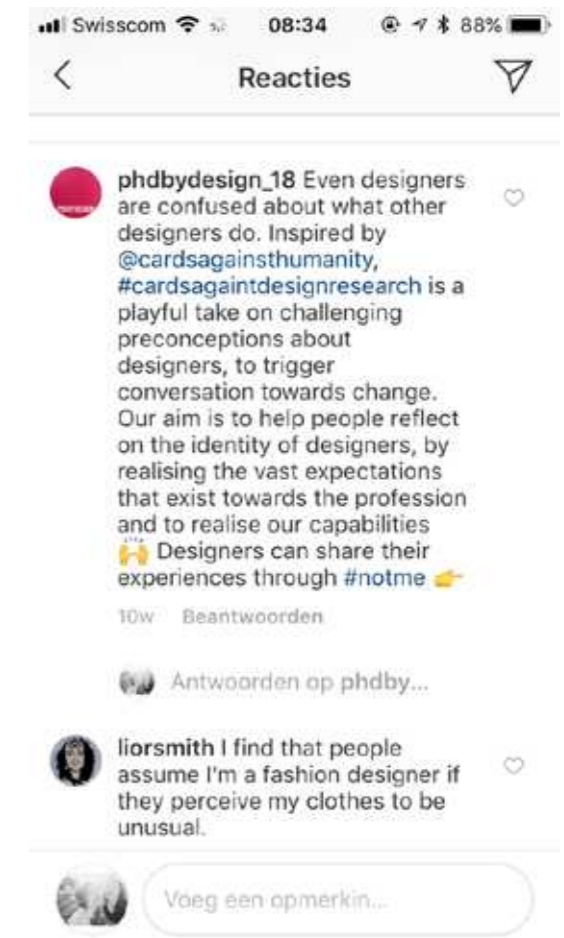 Swisscom 08:34 88%
Reacties
phdbydesign_18 Even designers
are confused about what other
designers do. Inspired by
@cardsagainsthumanity,
#cardsagaintdesignresearch is a
playful take on challenging
preconceptions about
designers, to trigger
conversation towards change.
Our aim is to help people reflect
on the identity of designers, by
realising the vast expectations
that exist towards the profession
and to realise our capabilities
🙌 Designers can share their
experiences through #notme 👉
10w Beantwoorden
Antwoorden op phdby...
liorsmith I find that people
assume I'm a fashion designer if
they perceive my clothes to be
unusual.
Voeg een opmerkin...